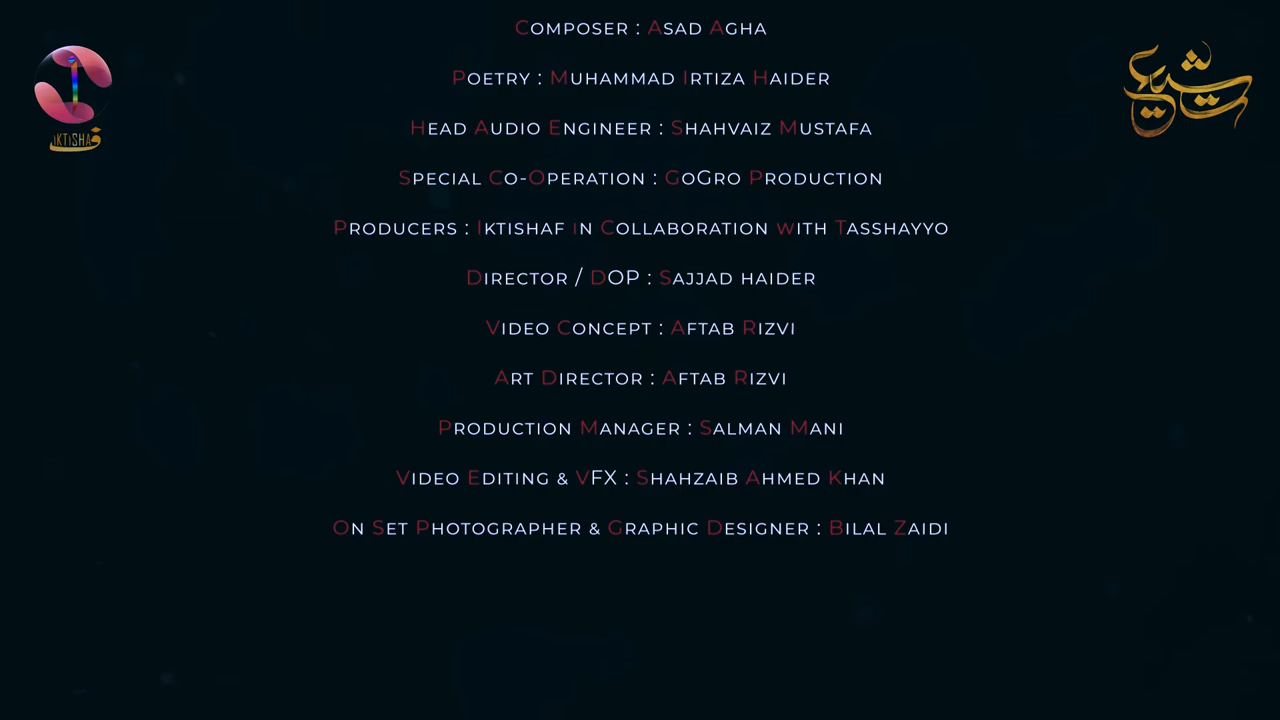 Composer : Asad Agha
Poetry : Muhammad Irtiza Haider
Head Audio Engineer : Shahvaiz Mustafa
Special Co-Operation : GoGro Production
Producers : Iktishaf in Collaboration with Tasshayyo
Director / DOP : Sajjad haider
Video Concept : Aftab Rizvi
Art Director : Aftab Rizvi
Production Manager : Salman Mani
Video Editing & VFX : Shahzaib Ahmed Khan
On Set Photographer & Graphic Designer : Bilal Zaidi
IKTISHAف